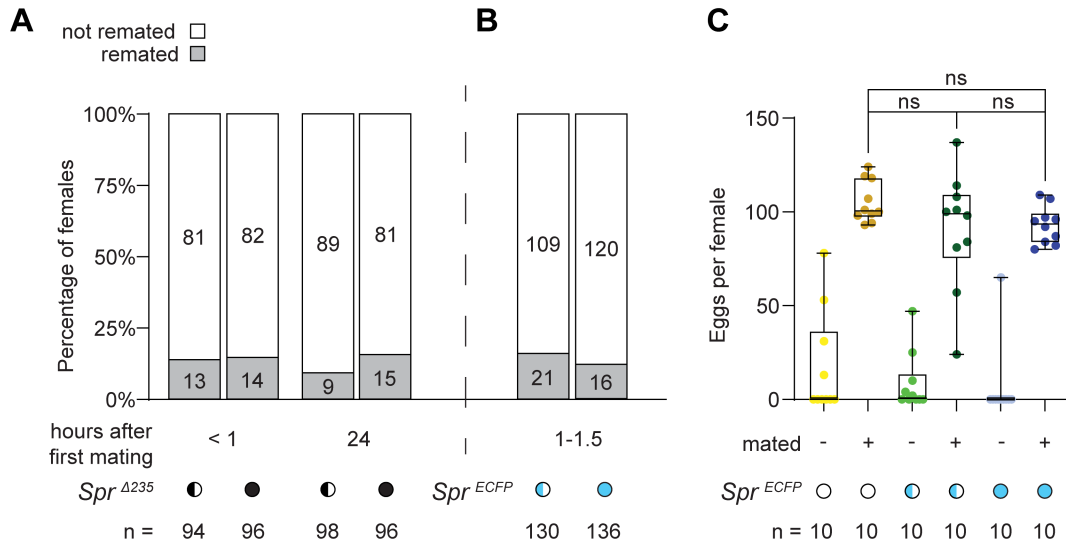 A
B
C
not remated
remated
Percentage of females
100%
75%
50%
25%
0%
81 82 89 81
13 14 9 15
109 120
21 16
hours after
first mating
< 1 24 1-1.5
Spr Δ235
Spr ECFP
n = 94 96 98 96 130 136
Eggs per female
150
100
50
0
ns
ns ns
mated - + - + - +
Spr ECFP
n = 10 10 10 10 10 10